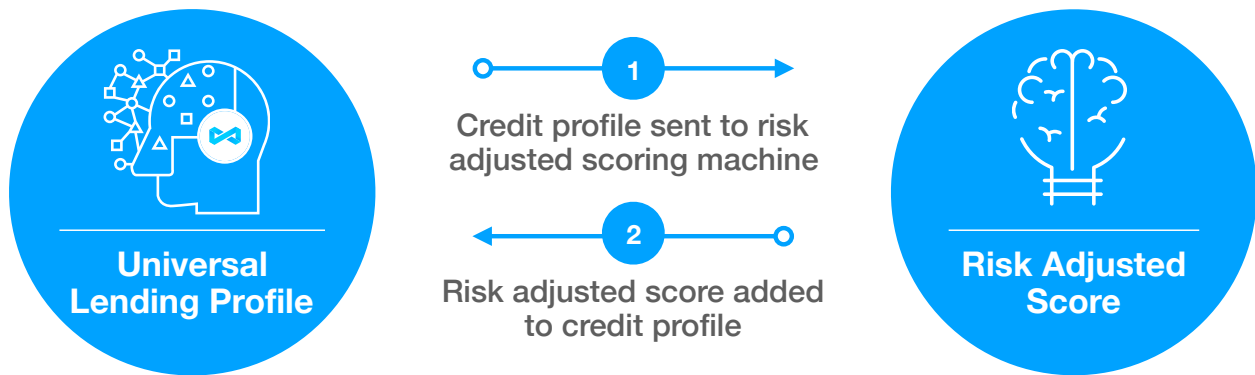 Universal
Lending Profile
1
Credit profile sent to risk
adjusted scoring machine
2
Risk adjusted score added
to credit profile
Risk Adjusted
Score